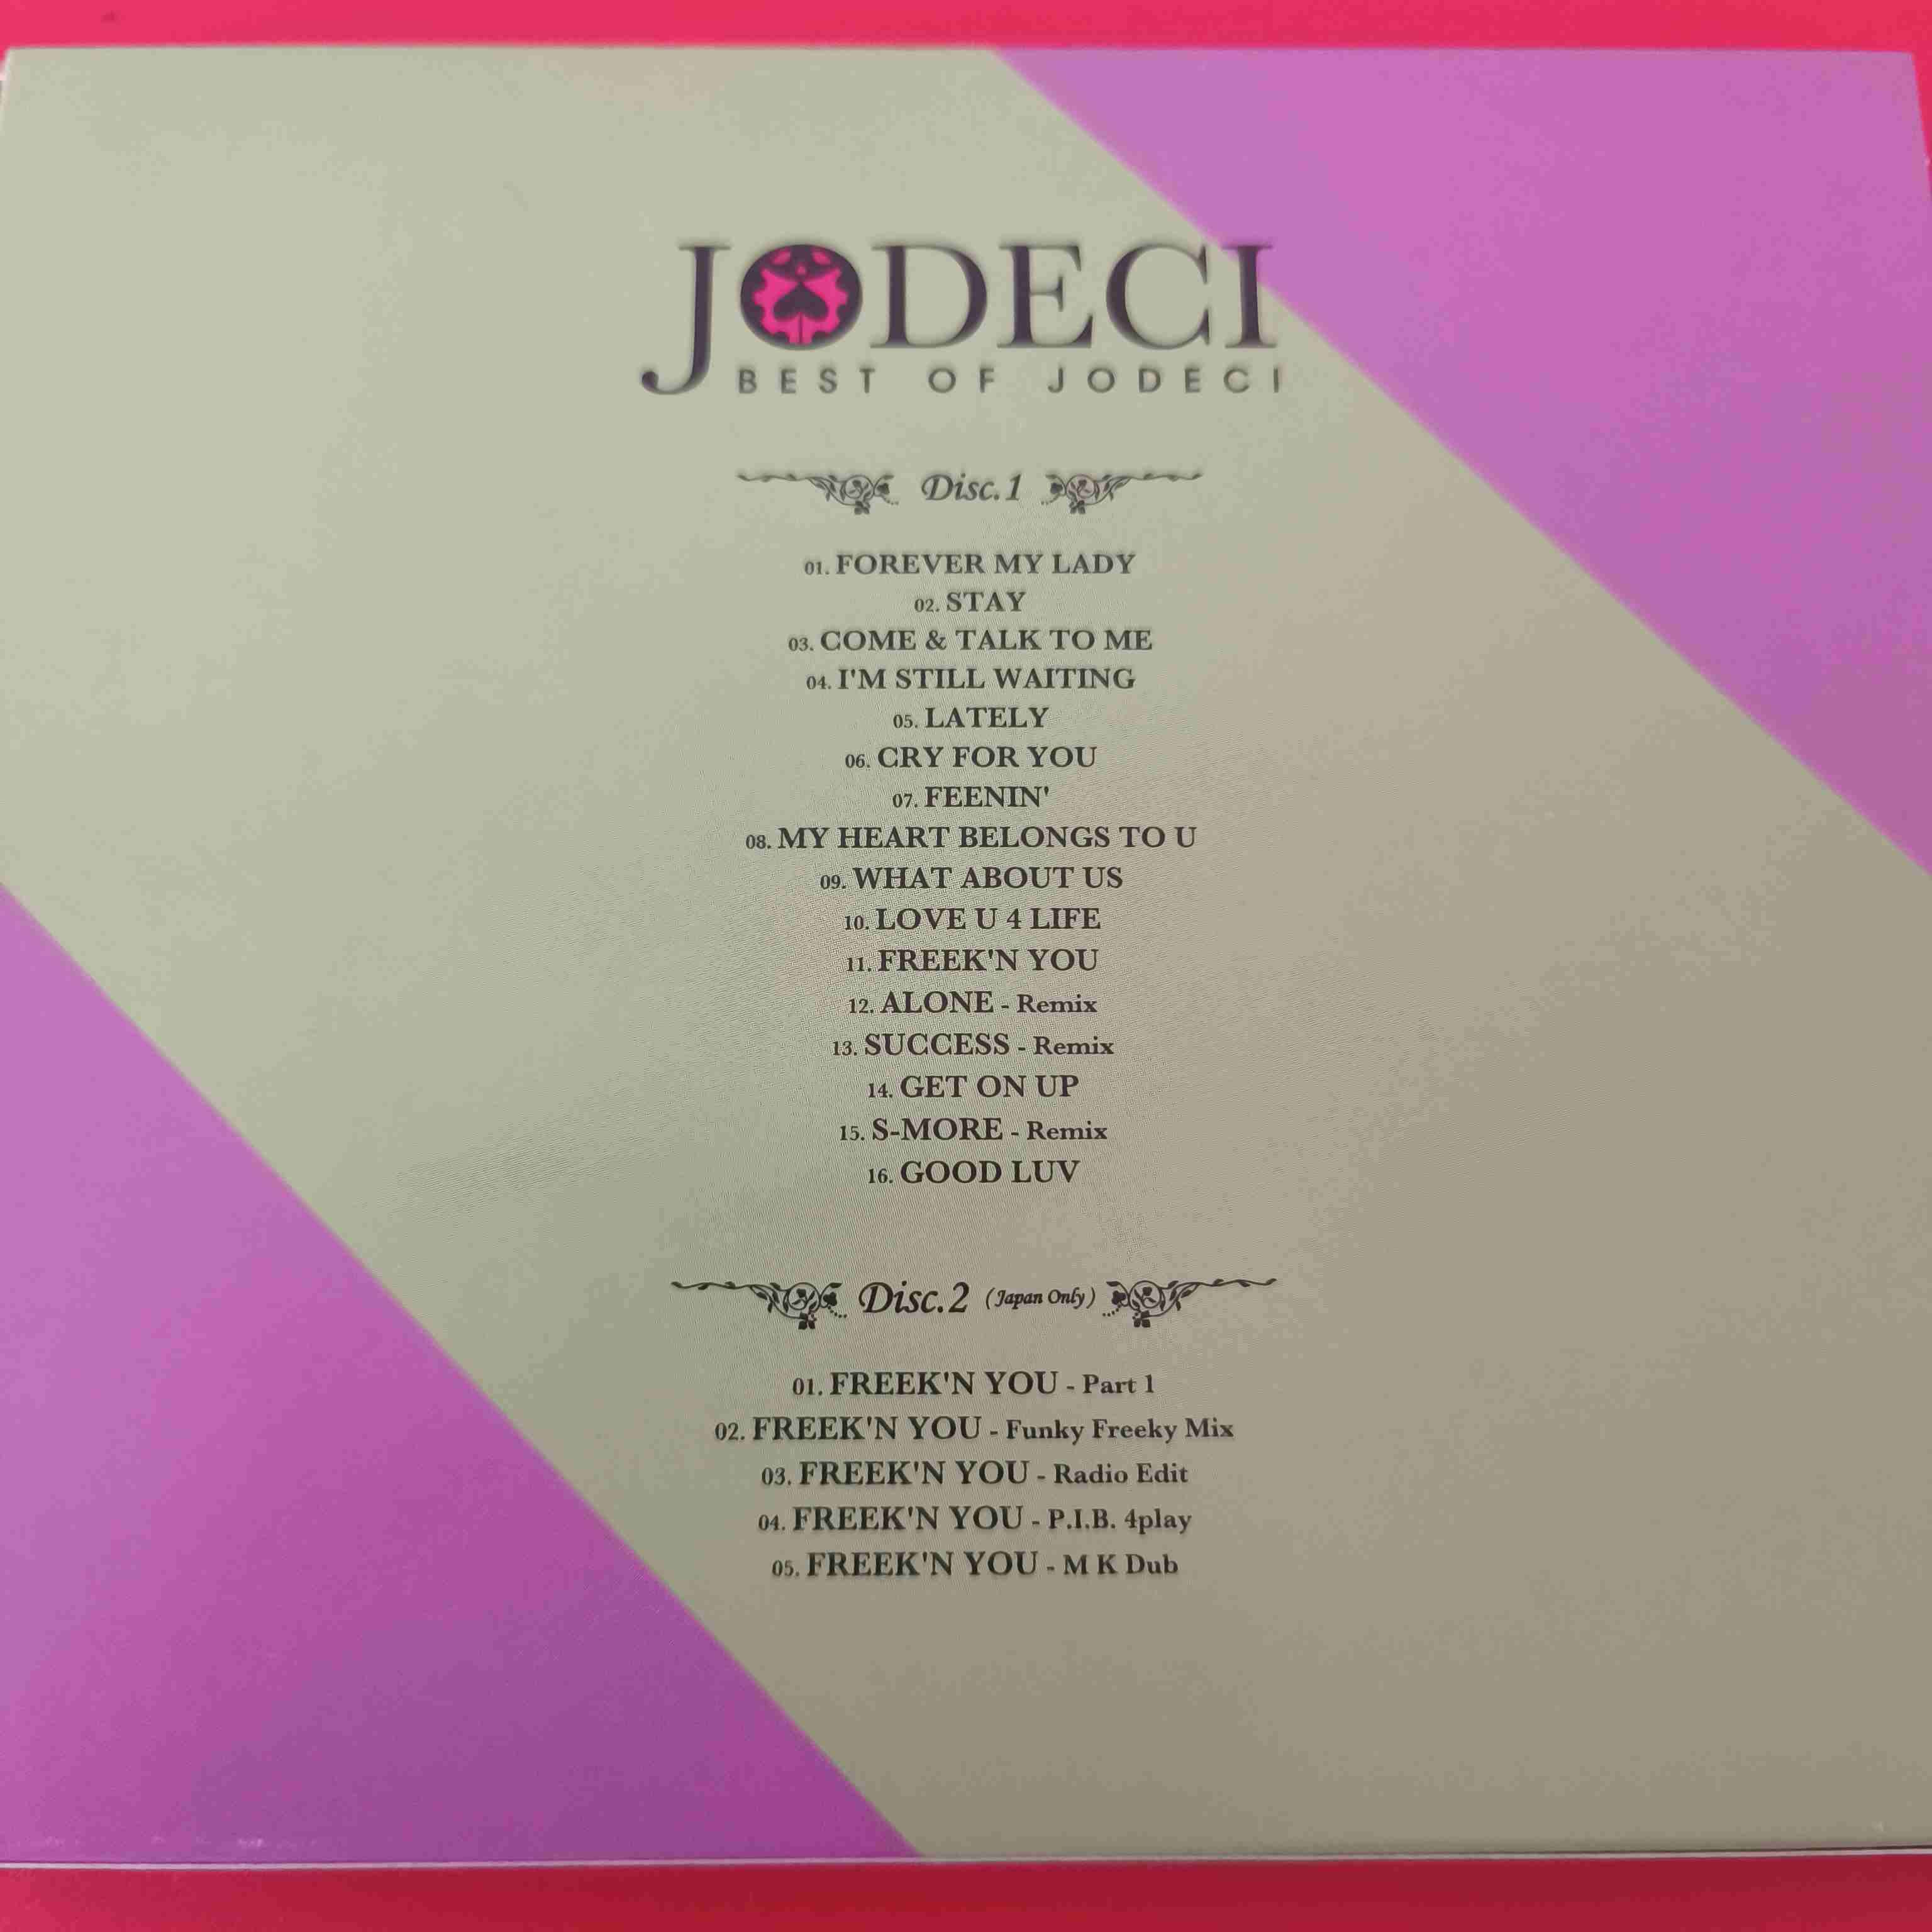 JODECI
BEST OF JODECI
Disc.1
01. FOREVER MY LADY
02. STAY
03. COME & TALK TO ME
04. I'M STILL WAITING
05. LATELY
06. CRY FOR YOU
07. FEENIN'
08. MY HEART BELONGS TO U
09. WHAT ABOUT US
10. LOVE U 4 LIFE
11. FREEK'N YOU
12. ALONE - Remix
13. SUCCESS - Remix
14. GET ON UP
15. S-MORE - Remix
16. GOOD LUV
Disc.2 (Japan Only)
01. FREEK'N YOU - Part 1
02. FREEK'N YOU - Funky Freeky Mix
03. FREEK'N YOU - Radio Edit
04. FREEK'N YOU - P.I.B. 4play
05. FREEK'N YOU - M K Dub